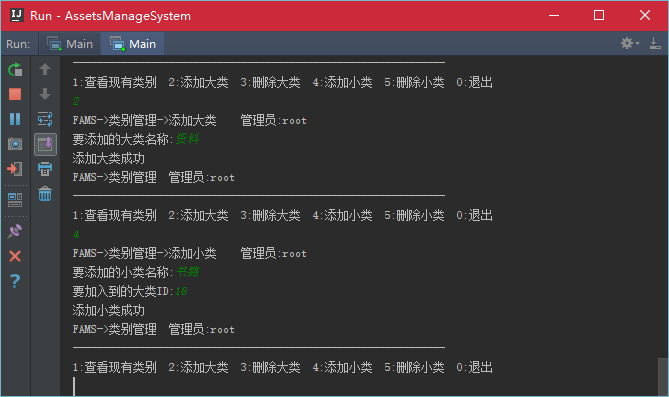 Run - AssetsManageSystem
Run: Main Main
1:查看现有类别 2:添加大类 3:删除大类 4:添加小类 5:删除小类 0:退出
2
FAMS->类别管理->添加大类 管理员:root
要添加的大类名称:资料
添加大类成功
FAMS->类别管理 管理员:root
1:查看现有类别 2:添加大类 3:删除大类 4:添加小类 5:删除小类 0:退出
4
FAMS->类别管理->添加小类 管理员:root
要添加的小类名称:书籍
要加入到的大类ID:16
添加小类成功
FAMS->类别管理 管理员:root
1:查看现有类别 2:添加大类 3:删除大类 4:添加小类 5:删除小类 0:退出